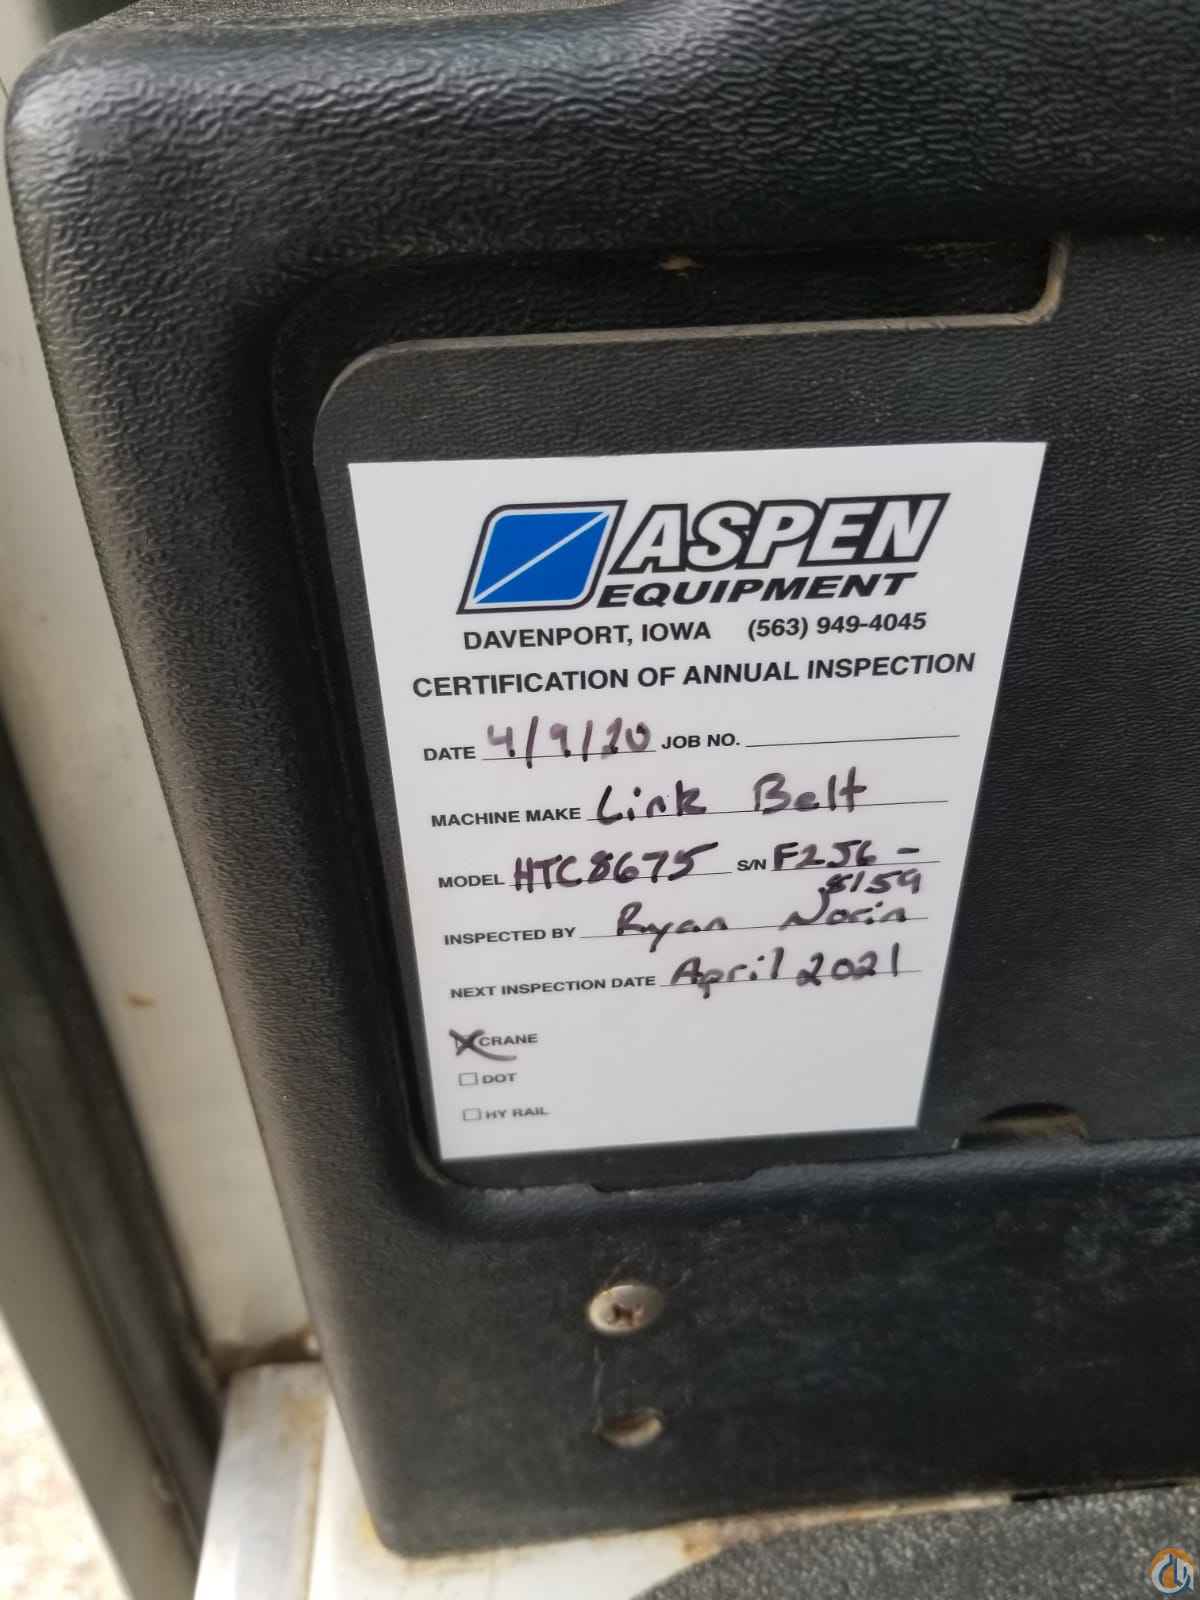 ASPEN
EQUIPMENT
DAVENPORT, IOWA (563) 949-4045
CERTIFICATION OF ANNUAL INSPECTION
DATE 4/9/20 JOB NO.
MACHINE MAKE Link Belt
MODEL HTC8675 S/N F2J6-
8159
INSPECTED BY Ryan Norin
NEXT INSPECTION DATE April 2021
CRANE
DOT
HY RAIL